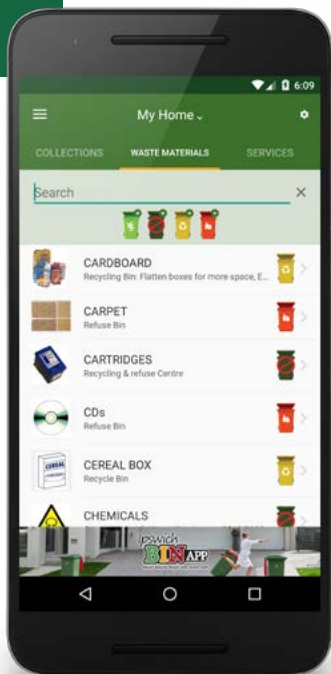 6:09
My Home
COLLECTIONS WASTE MATERIALS SERVICES
Search
CARDBOARD
Recycling Bin: Flatten boxes for more space, E...
CARPET
Refuse Bin
CARTRIDGES
Recycling & refuse Centre
CDs
Refuse Bin
CEREAL
CEREAL BOX
Recycle Bin
CHEMICALS
Ipswich
BIN APP